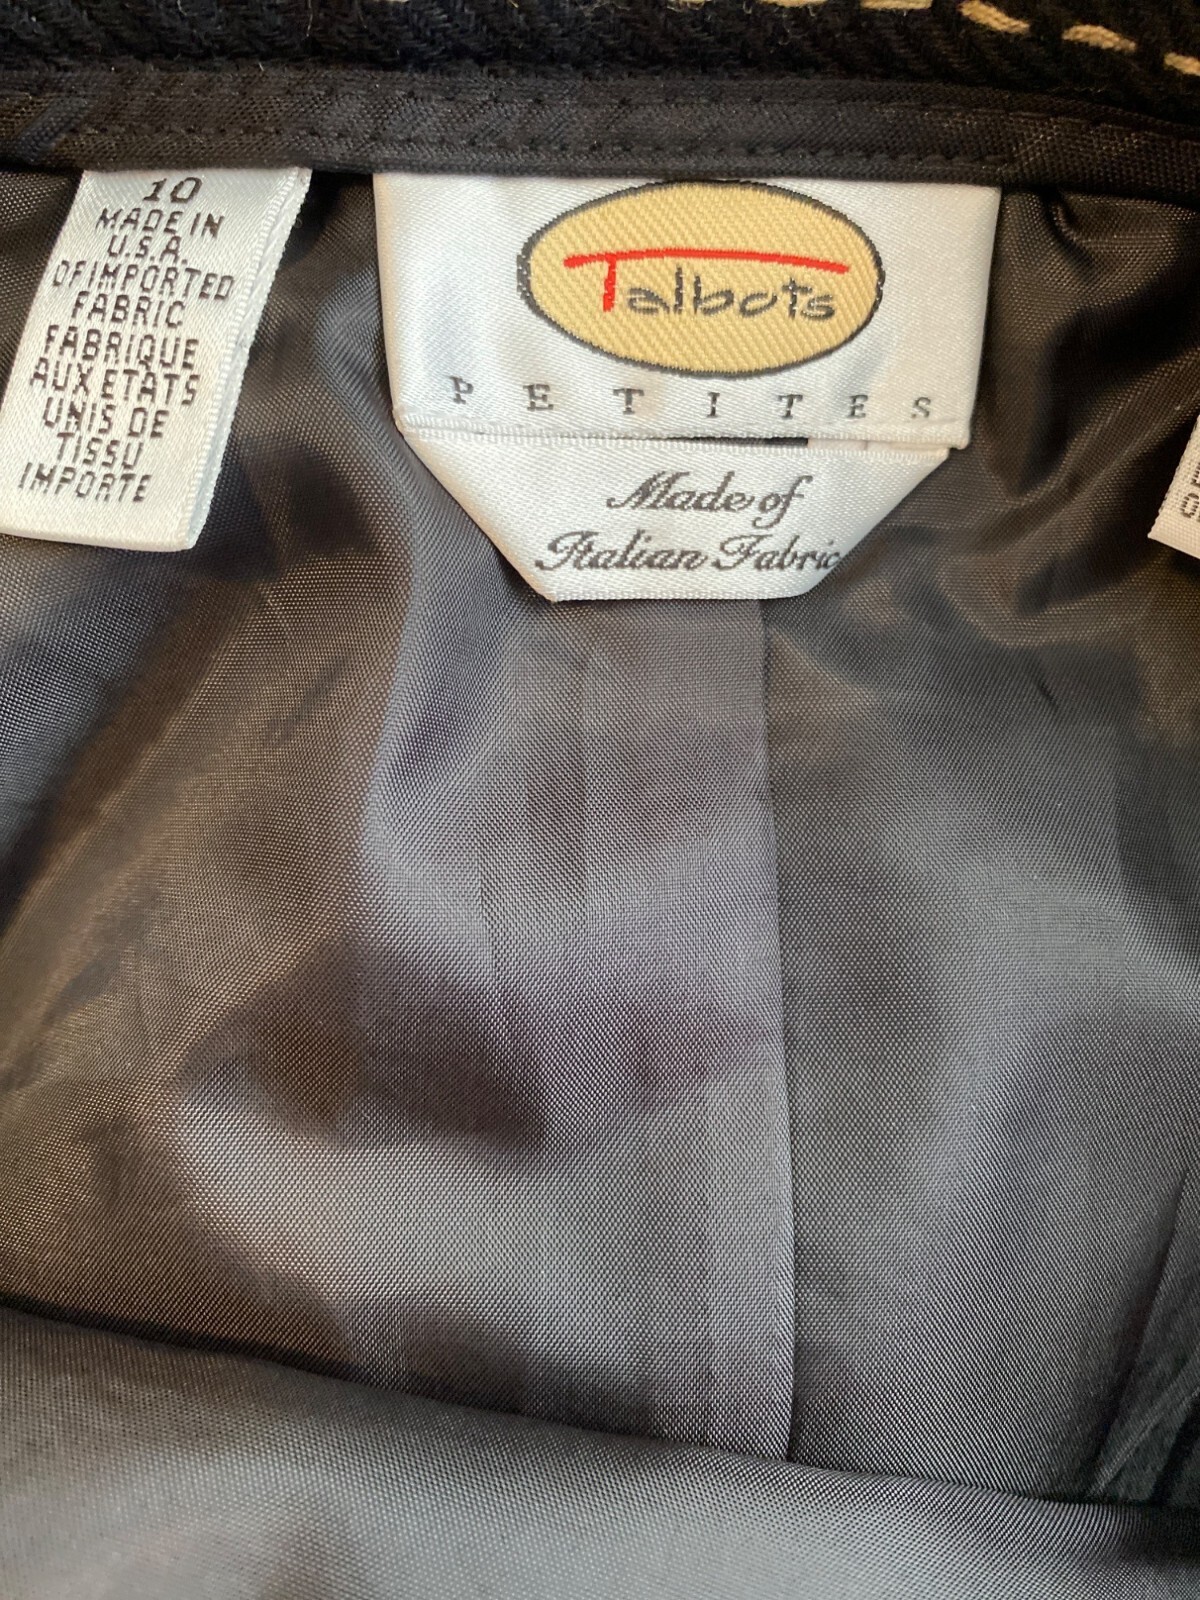 10
MADE IN
U.S.A.
OF IMPORTED
FABRIC
FABRIQUE
AUX ETATS
UNIS DE
TISSU
IMPORTE
Talbots
PETITES
Made of
Italian Fabric